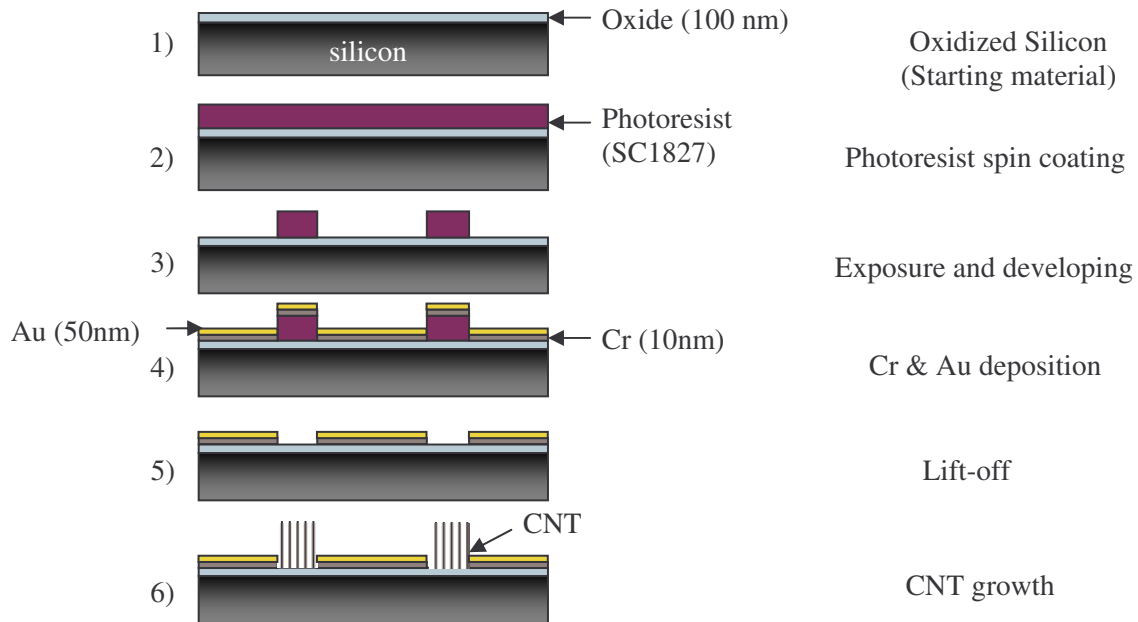 1)
silicon
Oxide (100 nm)
Oxidized Silicon
(Starting material)
2)
Photoresist
(SC1827)
Photoresist spin coating
3)
Exposure and developing
Au (50nm)
4)
Cr (10nm)
Cr & Au deposition
5)
Lift-off
6)
CNT
CNT growth